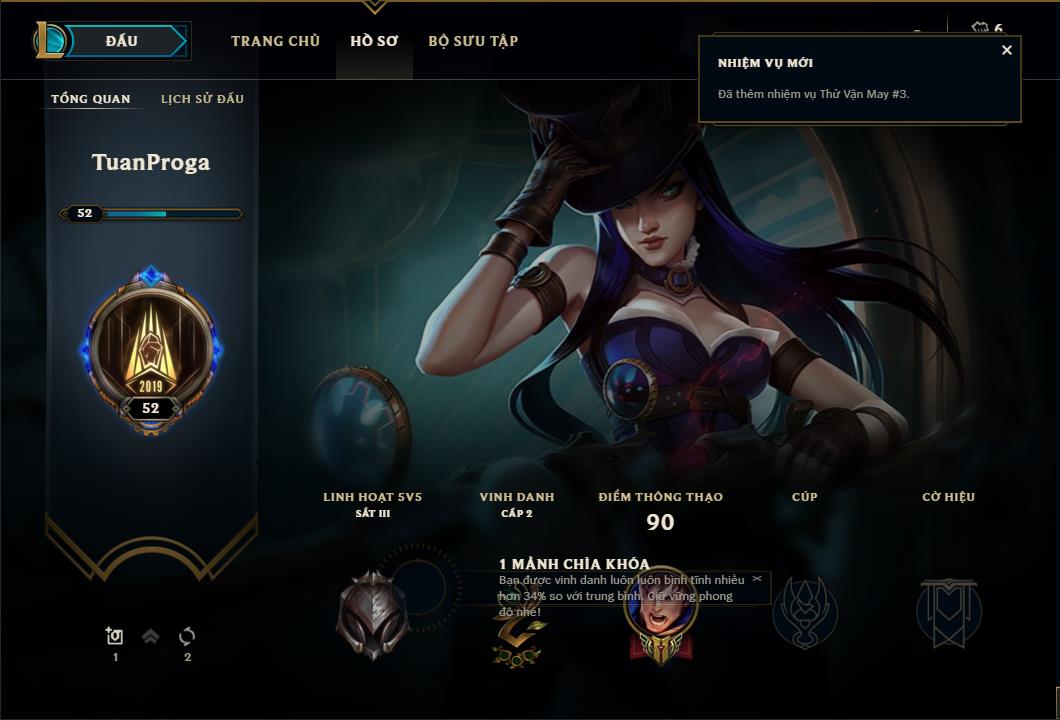 ĐẤU
TRANG CHỦ
HỒ SƠ
BỘ SƯU TẬP
6
NHIỆM VỤ MỚI
Đã thêm nhiệm vụ Thử Vận May #3.
TỔNG QUAN
LỊCH SỬ ĐẤU
TuanProga
52
2019
52
LINH HOẠT 5V5
SẮT III
VINH DANH
CẤP 2
ĐIỂM THÔNG THẠO
90
CÚP
CỜ HIỆU
1 MẢNH CHÌA KHÓA
Bạn được vinh danh luôn luôn bình tĩnh nhiều
hơn 34% so với trung bình. Giữ vững phong
độ nhé!
1
2